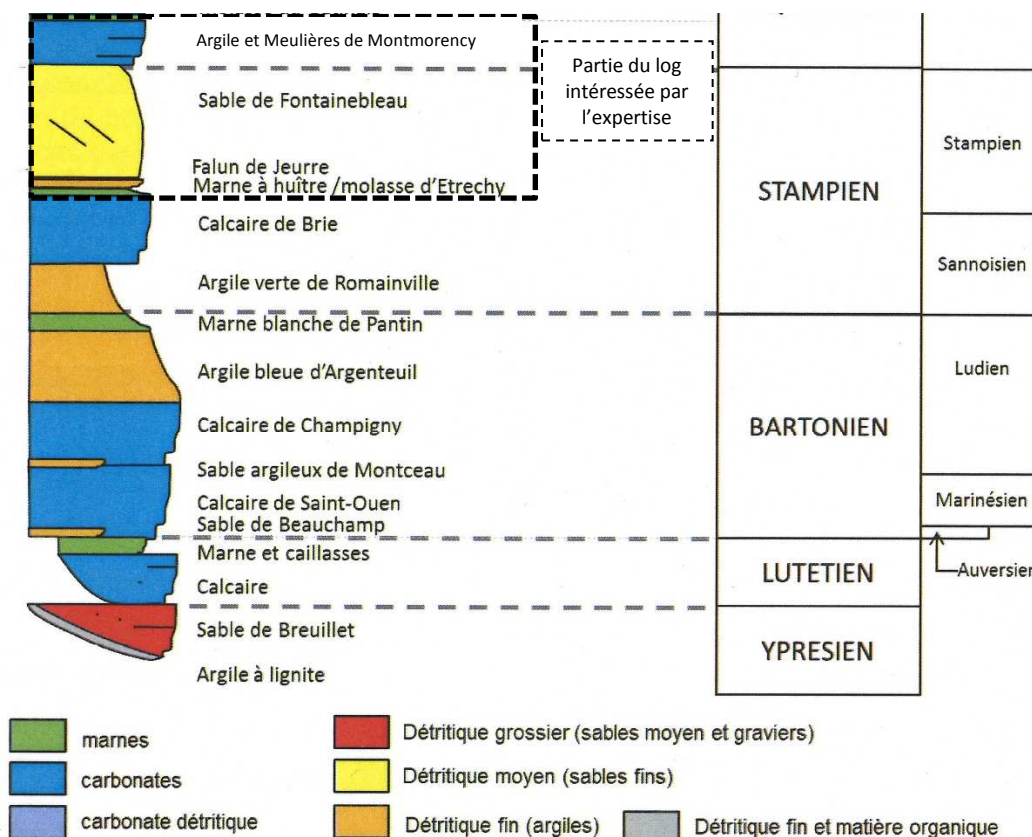 Argile et Meulières de Montmorency
Partie du log
intéressée par
l'expertise
Sable de Fontainebleau
Falun de Jeurre
Marne à huître /molasse d'Etrechy
Calcaire de Brie
Argile verte de Romainville
Marne blanche de Pantin
Argile bleue d'Argenteuil
Calcaire de Champigny
Sable argileux de Montceau
Calcaire de Saint-Ouen
Sable de Beauchamp
Marne et caillasses
Calcaire
Sable de Breuillet
Argile à lignite
STAMPIEN
BARTONIEN
LUTETIEN
YPRESIEN
Stampien
Sannoisien
Ludien
Marinésien
Auversien
marnes
carbonates
carbonate détritique
Détritique grossier (sables moyen et graviers)
Détritique moyen (sables fins)
Détritique fin (argiles)
Détritique fin et matière organique